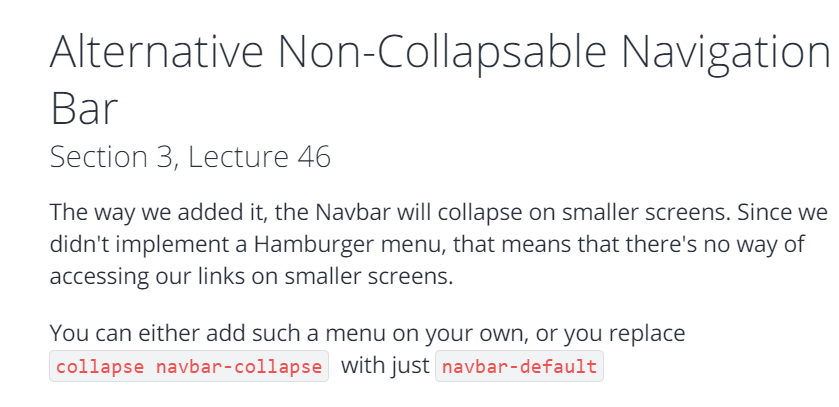 Alternative Non-Collapsable Navigation
Bar
Section 3, Lecture 46
The way we added it, the Navbar will collapse on smaller screens. Since we
didn't implement a Hamburger menu, that means that there's no way of
accessing our links on smaller screens.
You can either add such a menu on your own, or you replace
collapse navbar-collapse with just navbar-default